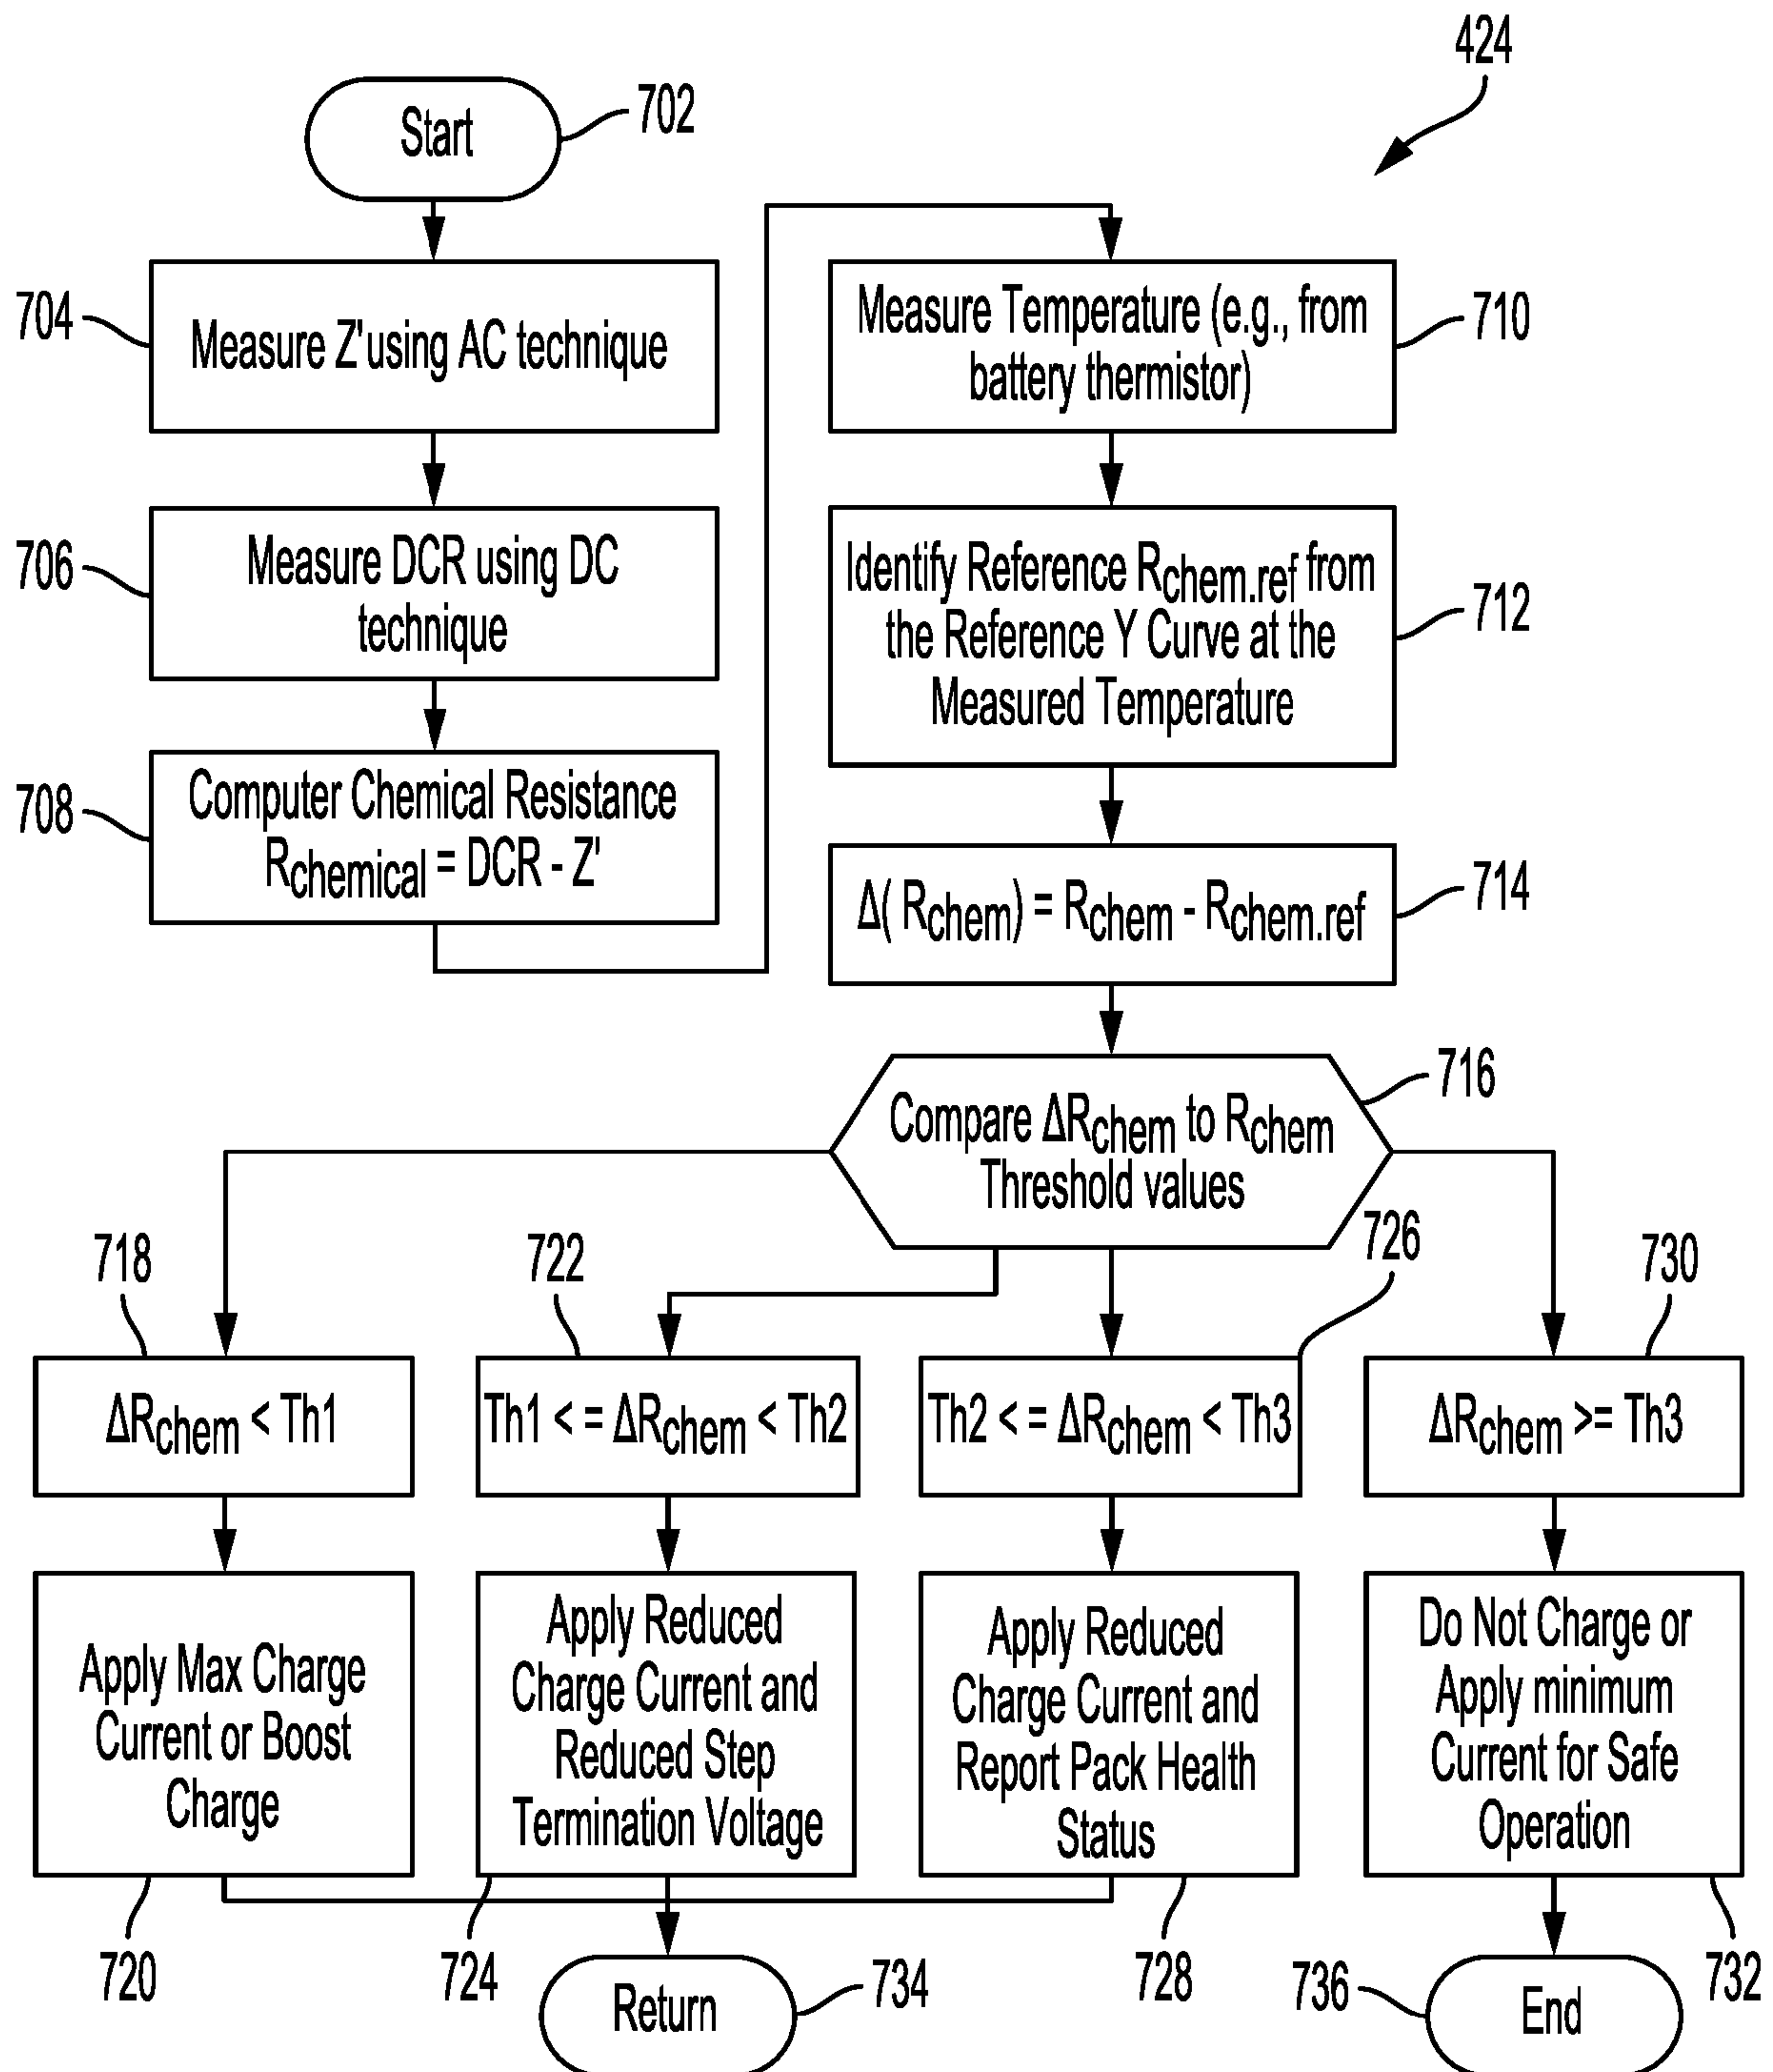 424
Start
702
704
Measure Z' using AC technique
706
Measure DCR using DC
technique
708
Computer Chemical Resistance
Rchemical = DCR - Z'
Measure Temperature (e.g., from
battery thermistor)
710
Identify Reference Rchem.ref from
the Reference Y Curve at the
Measured Temperature
712
Δ( Rchem) = Rchem - Rchem.ref
714
Compare ΔRchem to Rchem
Threshold values
716
718
ΔRchem < Th1
722
Th1 < = ΔRchem < Th2
726
Th2 < = ΔRchem < Th3
730
ΔRchem >= Th3
Apply Max Charge
Current or Boost
Charge
720
Apply Reduced
Charge Current and
Reduced Step
Termination Voltage
724
Apply Reduced
Charge Current and
Report Pack Health
Status
728
Do Not Charge or
Apply minimum
Current for Safe
Operation
732
Return
734
736
End